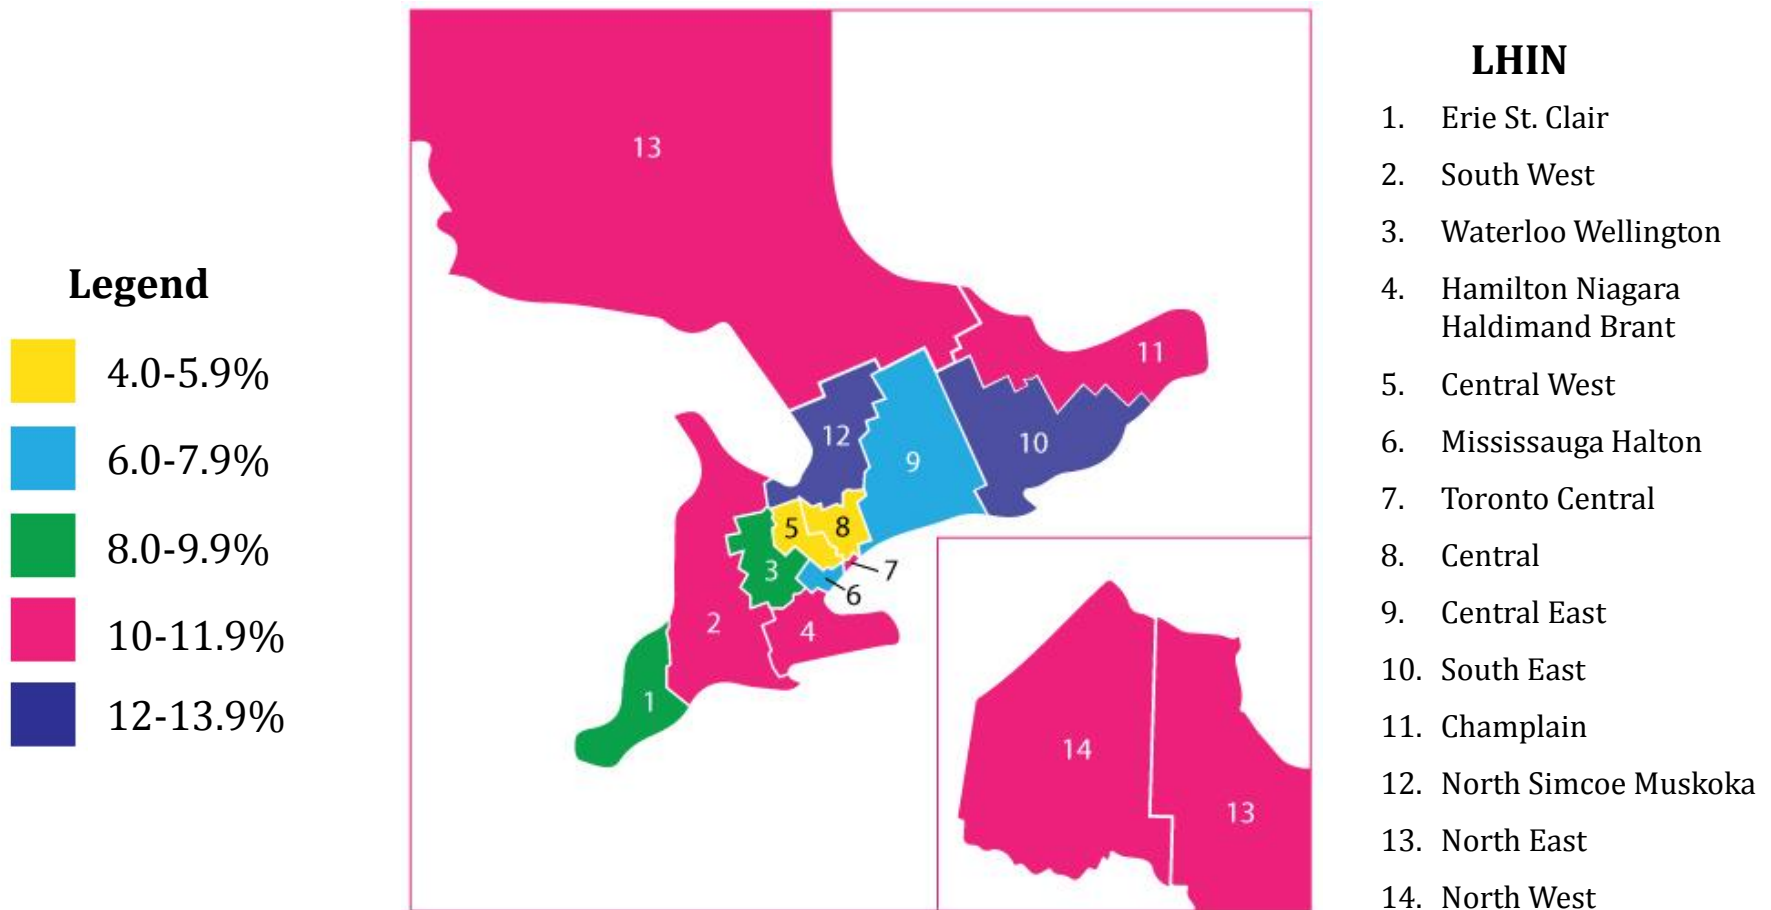 Legend
4.0-5.9%
6.0-7.9%
8.0-9.9%
10-11.9%
12-13.9%
13
11
12
10
9
5
8
3
7
6
2
4
1
14
13
LHIN
1. Erie St. Clair
2. South West
3. Waterloo Wellington
4. Hamilton Niagara
Haldimand Brant
5. Central West
6. Mississauga Halton
7. Toronto Central
8. Central
9. Central East
10. South East
11. Champlain
12. North Simcoe Muskoka
13. North East
14. North West